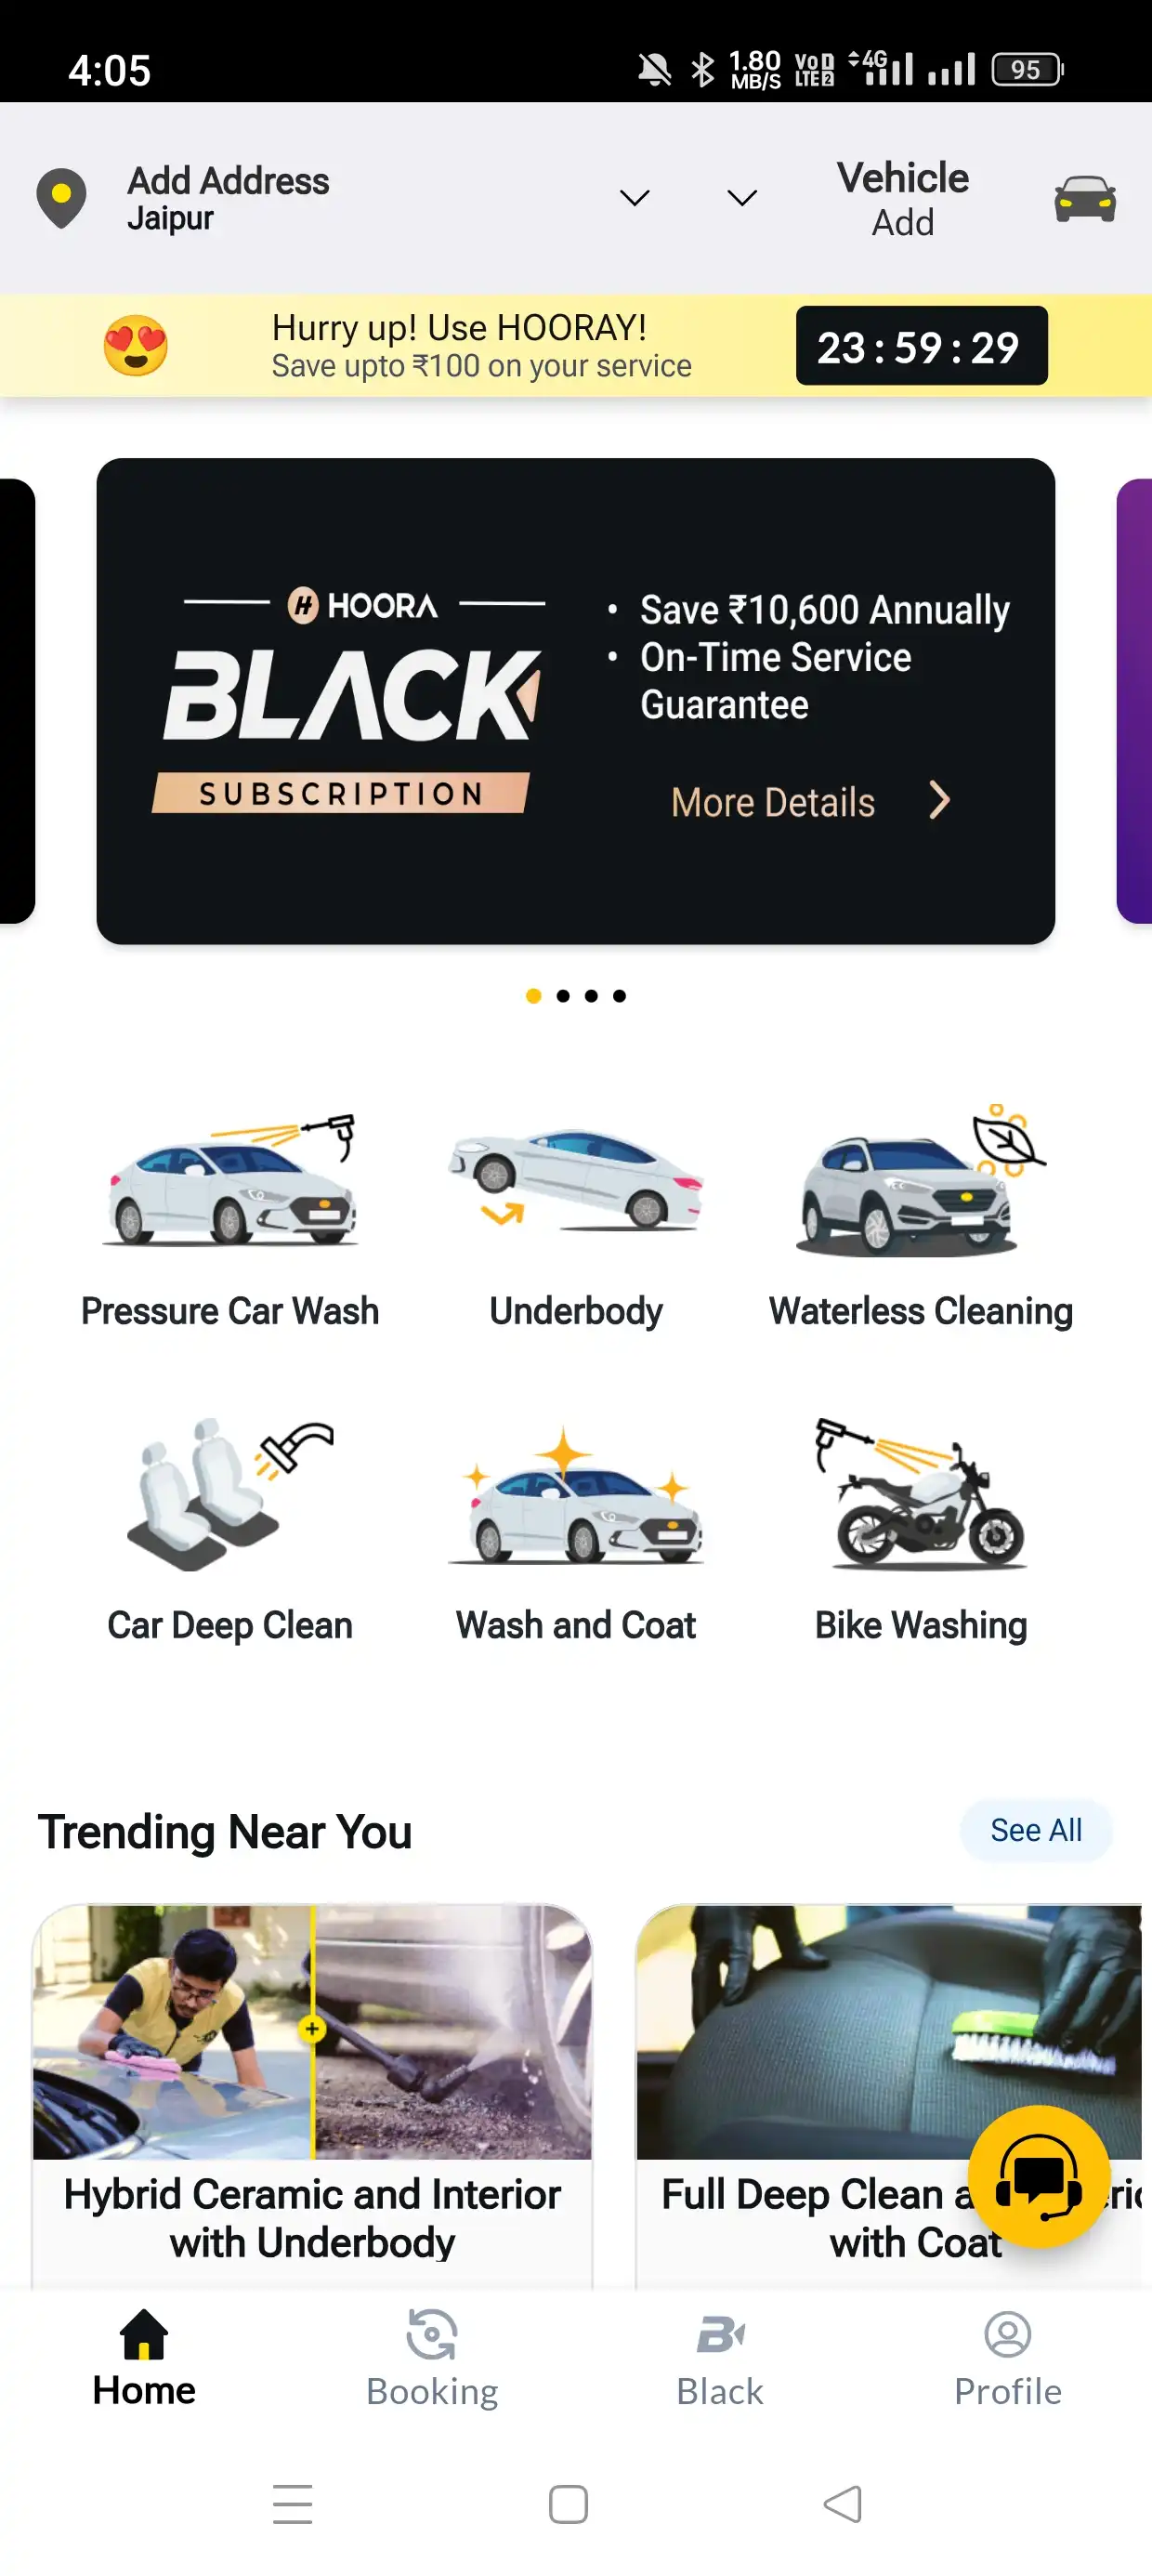 4:05
1.80
MB/S
Vo
LTE 2
4G
95
Add Address
Jaipur
Vehicle
Add
Hurry up! Use HOORAY!
Save upto ₹100 on your service
23 : 59 : 29
HOORA
BLACK
SUBSCRIPTION
• Save ₹10,600 Annually
• On-Time Service
Guarantee
More Details
Pressure Car Wash
Underbody
Waterless Cleaning
Car Deep Clean
Wash and Coat
Bike Washing
Trending Near You
See All
Hybrid Ceramic and Interior
with Underbody
Full Deep Clean
with Coat
Home
Booking
Black
Profile